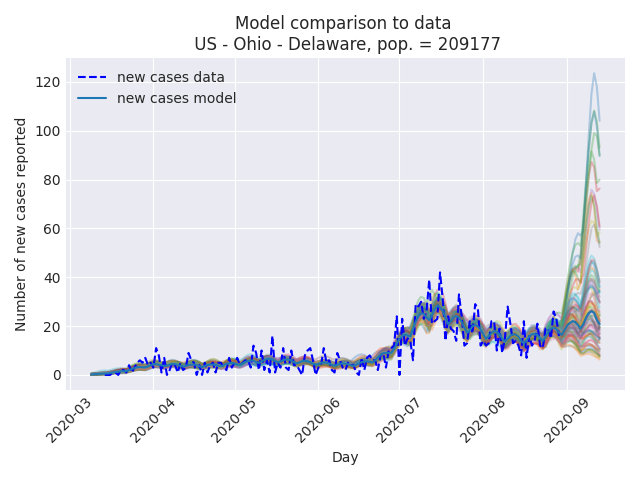 Model comparison to data
US - Ohio - Delaware, pop. = 209177
new cases data
new cases model
Number of new cases reported
120
100
80
60
40
20
0
2020-03
2020-04
2020-05
2020-06
2020-07
2020-08
2020-09
Day